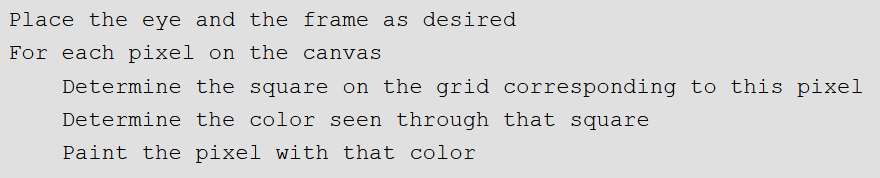 Place the eye and the frame as desired
For each pixel on the canvas
Determine the square on the grid corresponding to this pixel
Determine the color seen through that square
Paint the pixel with that color